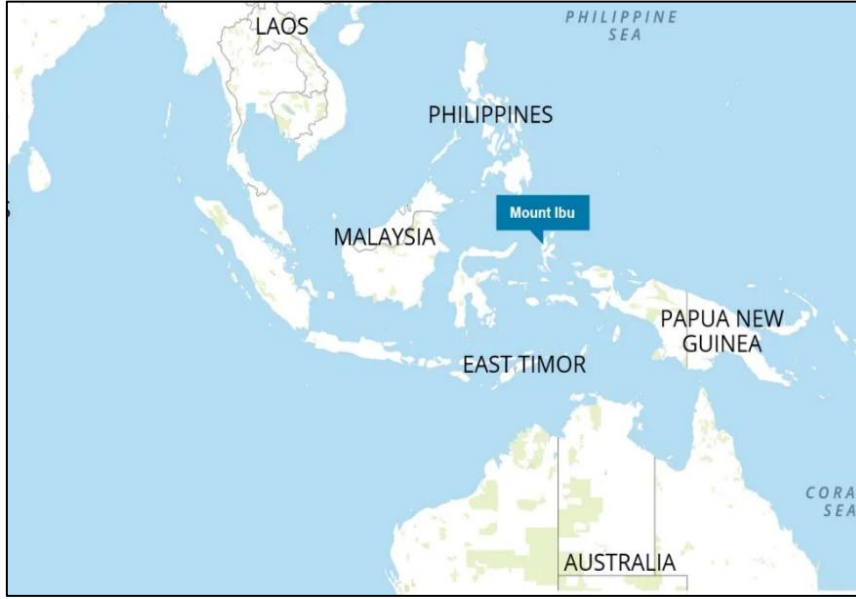 LAOS
PHILIPPINE
SEA
PHILIPPINES
Mount Ibu
MALAYSIA
PAPUA NEW
GUINEA
EAST TIMOR
CORA
SEA
AUSTRALIA